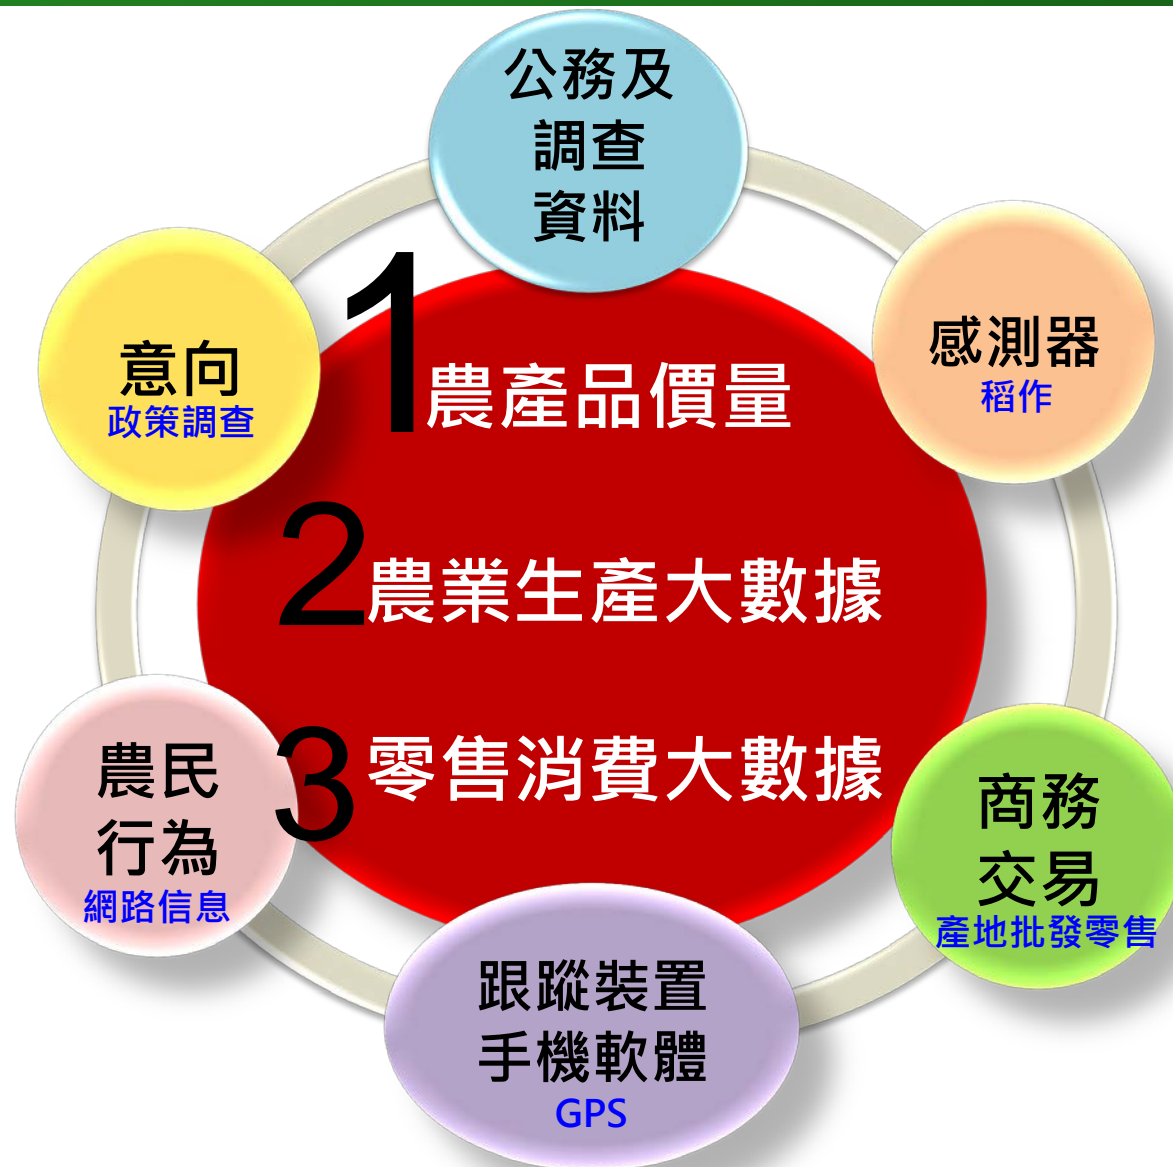 公務及
調查
資料
感測器
稻作
意向
政策調查
1
農產品價量
2
農業生產大數據
3
零售消費大數據
農民
行為
網路信息
商務
交易
產地批發零售
跟蹤裝置
手機軟體
GPS